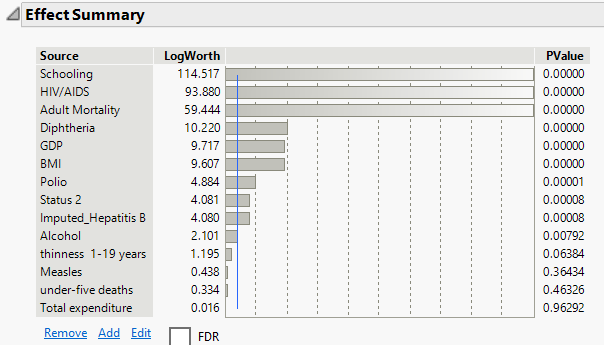 Effect Summary
Source LogWorth PValue
Schooling 114.517 0.00000
HIV/AIDS 93.880 0.00000
Adult Mortality 59.444 0.00000
Diphtheria 10.220 0.00000
GDP 9.717 0.00000
BMI 9.607 0.00000
Polio 4.884 0.00001
Status 2 4.081 0.00008
Imputed_Hepatitis B 4.080 0.00008
Alcohol 2.101 0.00792
thinness 1-19 years 1.195 0.06384
Measles 0.438 0.36434
under-five deaths 0.334 0.46326
Total expenditure 0.016 0.96292
Remove Add Edit FDR